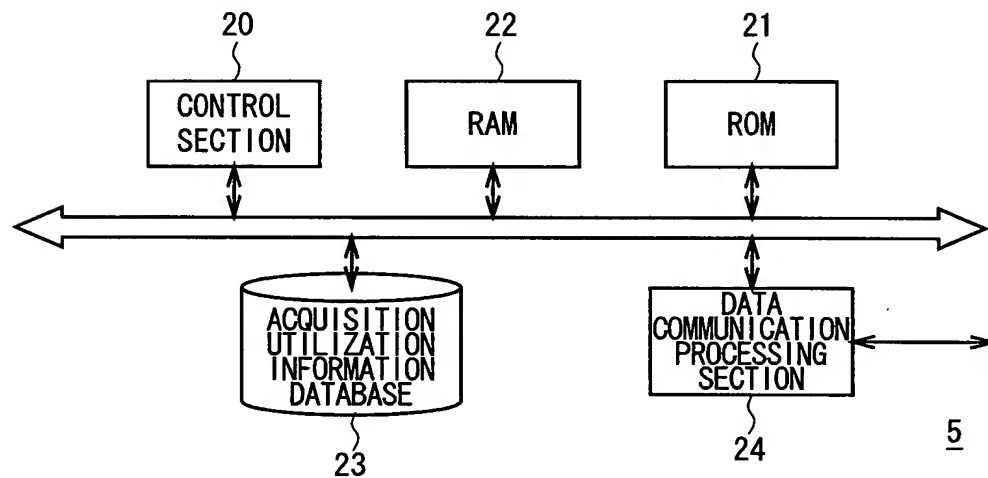 20
22
21
CONTROL
SECTION
RAM
ROM
ACQUISITION
UTILIZATION
INFORMATION
DATABASE
DATA
COMMUNICATION
PROCESSING
SECTION
23
24
5